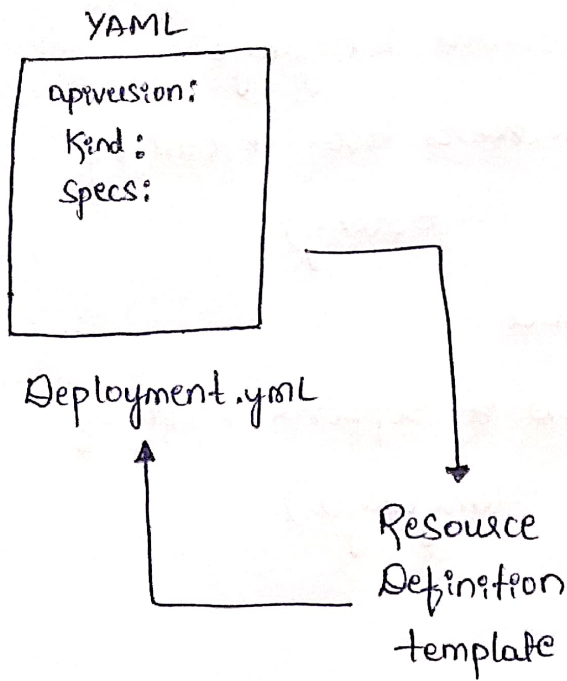 YAML
apiversion:
Kind:
Specs:
Deployment.yml
Resource
Definition
template